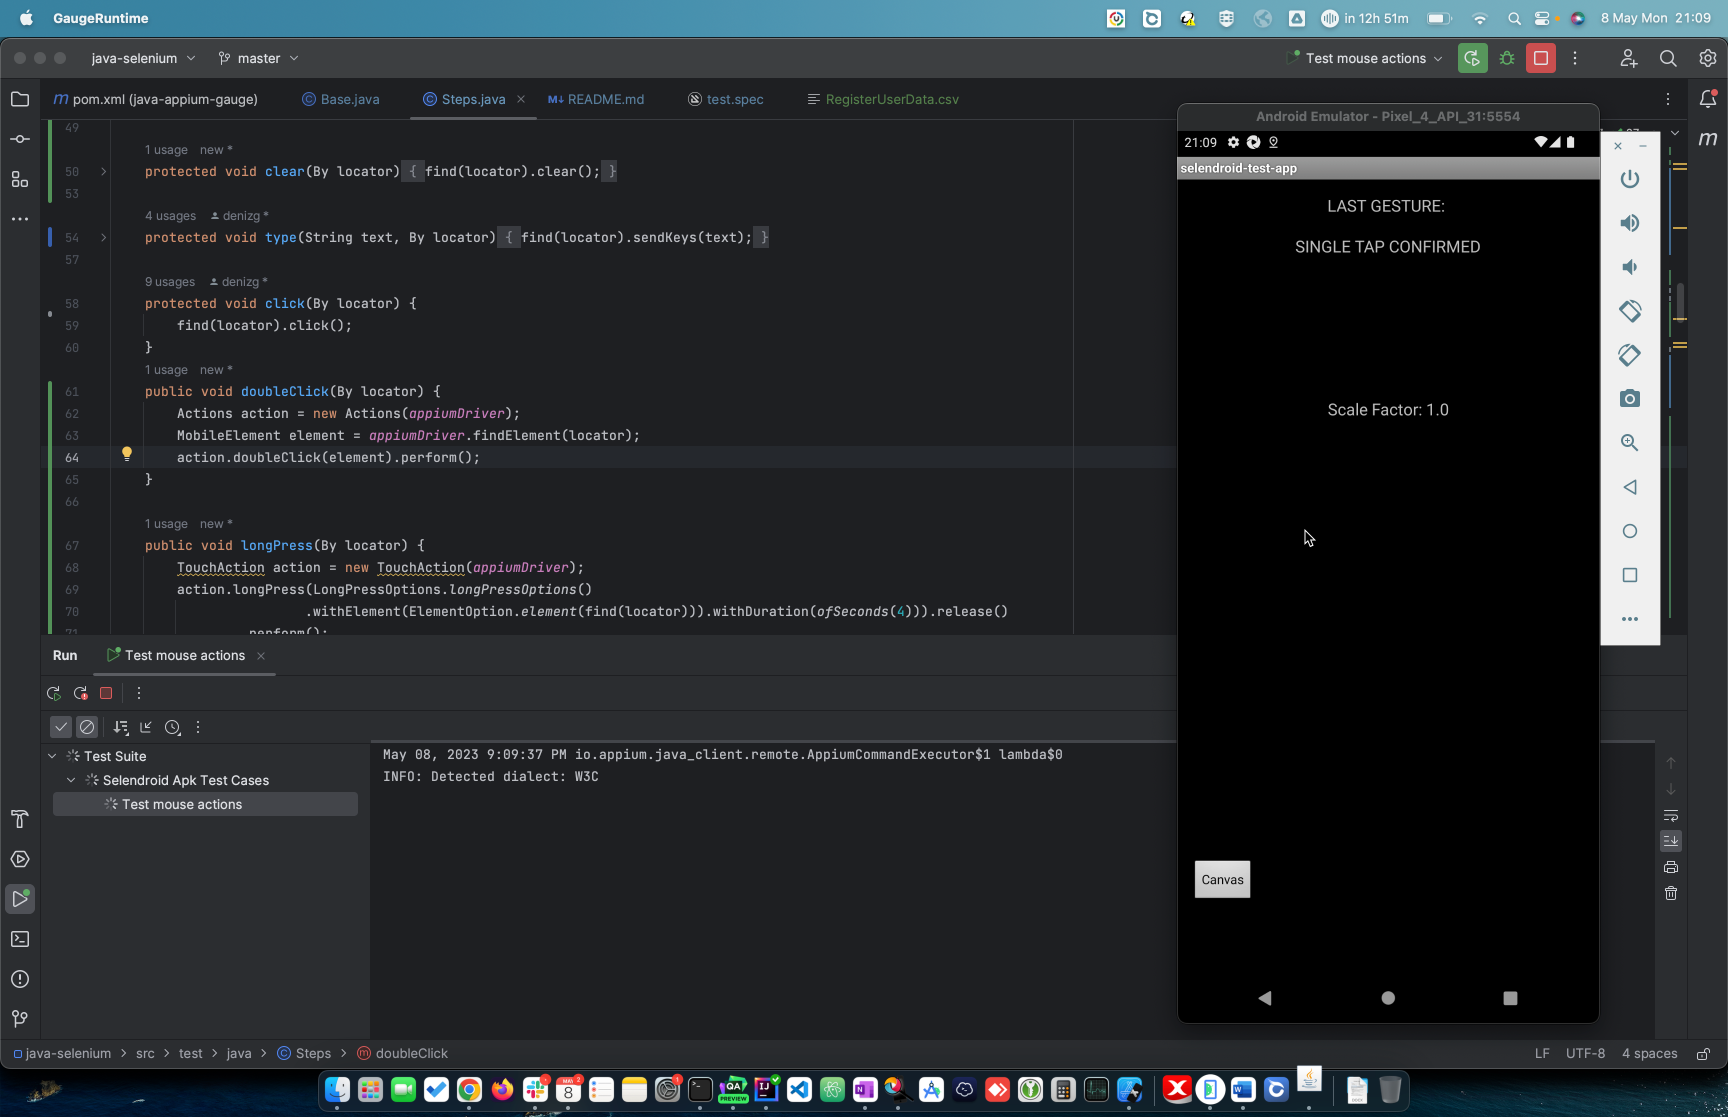 GaugeRuntime
in 12h 51m
8 May Mon 21:09
java-selenium
master
Test mouse actions
pom.xml (java-appium-gauge)
Base.java
Steps.java
README.md
test.spec
RegisterUserData.csv
49
1 usage new *
50 protected void clear(By locator) { find(locator).clear(); }
53
4 usages denizg *
54 protected void type(String text, By locator) { find(locator).sendKeys(text); }
57
9 usages denizg *
58 protected void click(By locator) {
59 find(locator).click();
60 }
1 usage new *
61 public void doubleClick(By locator) {
62 Actions action = new Actions(appiumDriver);
63 MobileElement element = appiumDriver.findElement(locator);
64 action.doubleClick(element).perform();
65 }
66
1 usage new *
67 public void longPress(By locator) {
68 TouchAction action = new TouchAction(appiumDriver);
69 action.longPress(LongPressOptions.longPressOptions()
70 .withElement(ElementOption.element(find(locator))).withDuration(ofSeconds(4))).release()
71 .perform();
Android Emulator - Pixel_4_API_31:5554
21:09
selendroid-test-app
LAST GESTURE:
SINGLE TAP CONFIRMED
Scale Factor: 1.0
Canvas
Run
Test mouse actions
Test Suite
Selendroid Apk Test Cases
Test mouse actions
May 08, 2023 9:09:37 PM io.appium.java_client.remote.AppiumCommandExecutor$1 lambda$0
INFO: Detected dialect: W3C
java-selenium > src > test > java > Steps > doubleClick
LF UTF-8 4 spaces